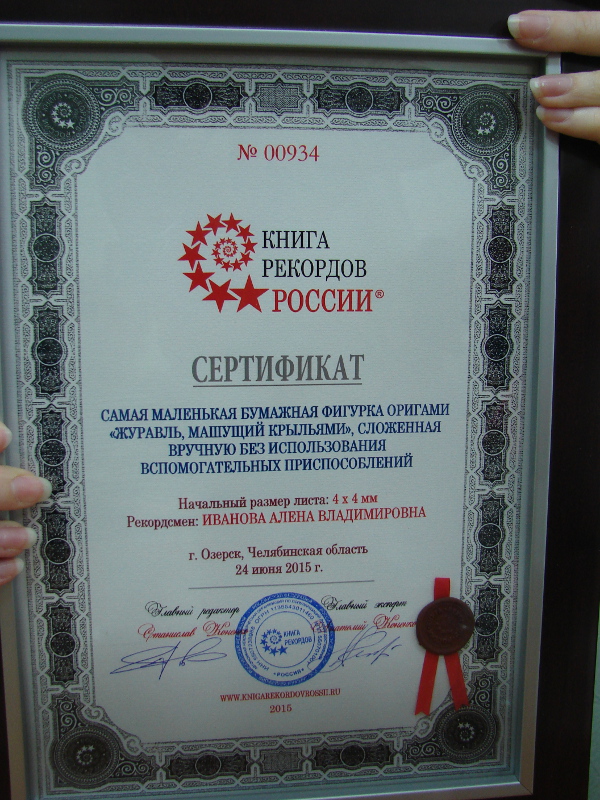 № 00934
КНИГА
РЕКОРДОВ
РОССИИ®
СЕРТИФИКАТ
САМАЯ МАЛЕНЬКАЯ БУМАЖНАЯ ФИГУРКА ОРИГАМИ
«ЖУРАВЛЬ, МАШУЩИЙ КРЫЛЬЯМИ», СЛОЖЕННАЯ
ВРУЧНУЮ БЕЗ ИСПОЛЬЗОВАНИЯ
ВСПОМОГАТЕЛЬНЫХ ПРИСПОСОБЛЕНИЙ
Начальный размер листа: 4 х 4 мм
Рекордсмен: ИВАНОВА АЛЕНА ВЛАДИМИРОВНА
г. Озерск, Челябинская область
24 июня 2015 г.
Главный редактор Главный эксперт
Станислав
КНИГА
РЕКОРДОВ
«РОССИИ»
WWW.KNIGAREKORDOVROSSII.RU
2015